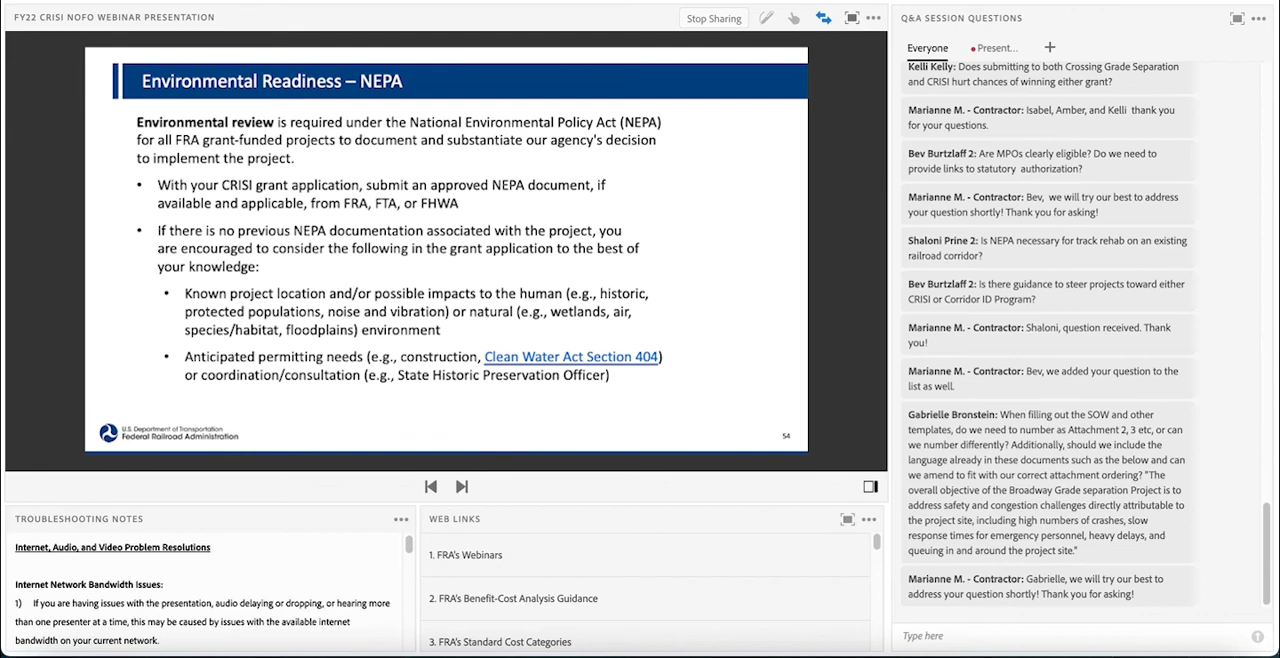 FY22 CRISI NOFO WEBINAR PRESENTATION
Stop Sharing
Environmental Readiness – NEPA
Environmental review is required under the National Environmental Policy Act (NEPA)
for all FRA grant-funded projects to document and substantiate our agency's decision
to implement the project.
• With your CRISI grant application, submit an approved NEPA document, if
available and applicable, from FRA, FTA, or FHWA
• If there is no previous NEPA documentation associated with the project, you
are encouraged to consider the following in the grant application to the best of
your knowledge:
• Known project location and/or possible impacts to the human (e.g., historic,
protected populations, noise and vibration) or natural (e.g., wetlands, air,
species/habitat, floodplains) environment
• Anticipated permitting needs (e.g., construction, Clean Water Act Section 404)
or coordination/consultation (e.g., State Historic Preservation Officer)
U.S. Department of Transportation
Federal Railroad Administration
54
TROUBLESHOOTING NOTES
Internet, Audio, and Video Problem Resolutions
Internet Network Bandwidth Issues:
1) If you are having issues with the presentation, audio delaying or dropping, or hearing more
than one presenter at a time, this may be caused by issues with the available internet
bandwidth on your current network.
WEB LINKS
1. FRA's Webinars
2. FRA's Benefit-Cost Analysis Guidance
3. FRA's Standard Cost Categories
Q&A SESSION QUESTIONS
Everyone
Present...
Kelli Kelly: Does submitting to both Crossing Grade Separation
and CRISI hurt chances of winning either grant?
Marianne M. - Contractor: Isabel, Amber, and Kelli thank you
for your questions.
Bev Burtzlaff 2: Are MPOs clearly eligible? Do we need to
provide links to statutory authorization?
Marianne M. - Contractor: Bev, we will try our best to address
your question shortly! Thank you for asking!
Shaloni Prine 2: Is NEPA necessary for track rehab on an existing
railroad corridor?
Bev Burtzlaff 2: Is there guidance to steer projects toward either
CRISI or Corridor ID Program?
Marianne M. - Contractor: Shaloni, question received. Thank
you!
Marianne M. - Contractor: Bev, we added your question to the
list as well.
Gabrielle Bronstein: When filling out the SOW and other
templates, do we need to number as Attachment 2, 3 etc, or can
we number differently? Additionally, should we include the
language already in these documents such as the below and can
we amend to fit with our correct attachment ordering? "The
overall objective of the Broadway Grade separation Project is to
address safety and congestion challenges directly attributable to
the project site, including high numbers of crashes, slow
response times for emergency personnel, heavy delays, and
queuing in and around the project site."
Marianne M. - Contractor: Gabrielle, we will try our best to
address your question shortly! Thank you for asking!
Type here